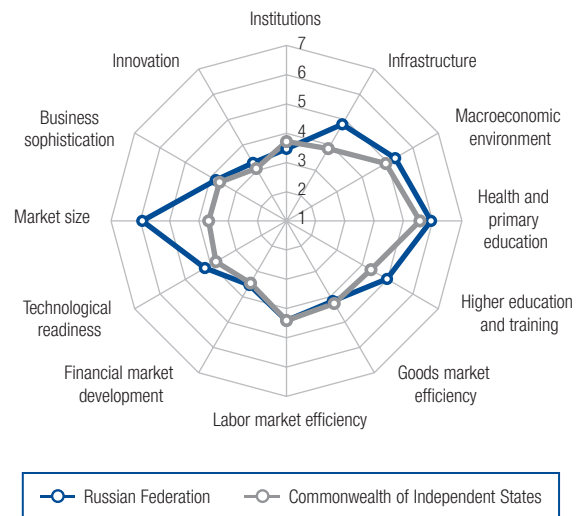 Institutions
7
6
5
4
3
2
1
Infrastructure
Macroeconomic
environment
Health and
primary
education
Higher education
and training
Goods market
efficiency
Labor market efficiency
Financial market
development
Technological
readiness
Market size
Business
sophistication
Innovation
Russian Federation
Commonwealth of Independent States